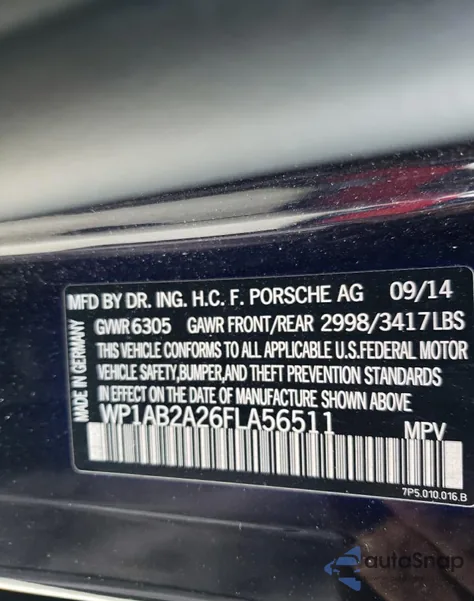 MADE IN GERMANY
MFD BY DR. ING. H.C. F. PORSCHE AG 09/14
GVWR 6305 GAWR FRONT/REAR 2998/3417LBS
THIS VEHICLE CONFORMS TO ALL APPLICABLE U.S.FEDERAL MOTOR
VEHICLE SAFETY,BUMPER,AND THEFT PREVENTION STANDARDS
IN EFFECT ON THE DATE OF MANUFACTURE SHOWN ABOVE
WP1AB2A26FLA56511 MPV
7P5.010.016.B
autoSnap